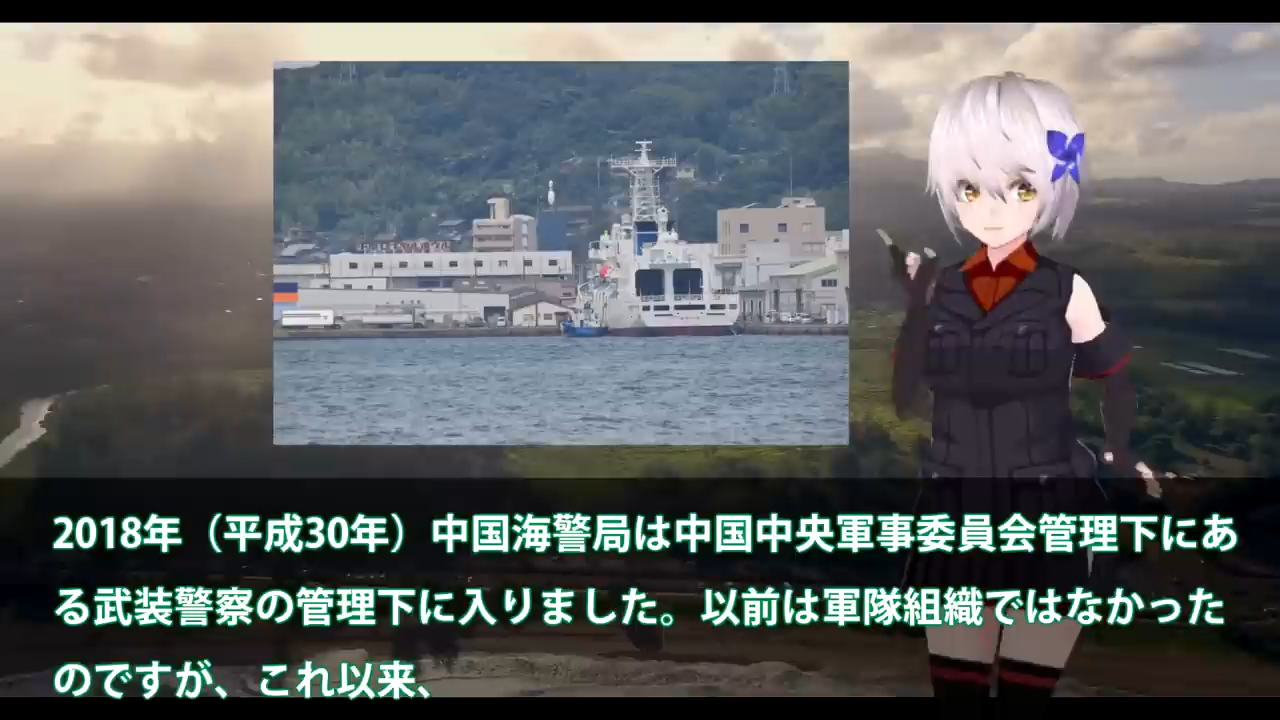 2018年（平成30年）中国海警局は中国中央軍事委員会管理下にあ
る武装警察の管理下に入りました。以前は軍隊組織ではなかった
のですが、これ以来、